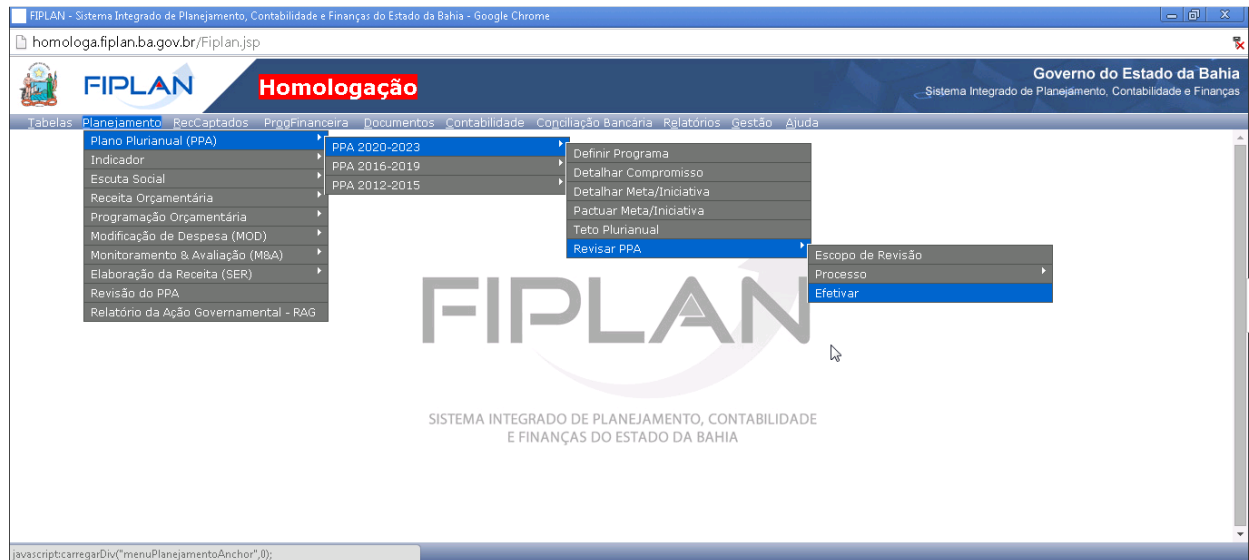 FIPLAN - Sistema Integrado de Planejamento, Contabilidade e Finanças do Estado da Bahia - Google Chrome
homologa.fiplan.ba.gov.br/Fiplan.jsp
FIPLAN
Homologação
Governo do Estado da Bahia
Sistema Integrado de Planejamento, Contabilidade e Finanças
Tabelas Planejamento RecCaptados ProgFinanceira Documentos Contabilidade Conciliação Bancária Relatórios Gestão Ajuda
Plano Plurianual (PPA)
Indicador
Escuta Social
Receita Orçamentária
Programação Orçamentária
Modificação de Despesa (MOD)
Monitoramento & Avaliação (M&A)
Elaboração da Receita (SER)
Revisão do PPA
Relatório da Ação Governamental - RAG
PPA 2020-2023
PPA 2016-2019
PPA 2012-2015
Definir Programa
Detalhar Compromisso
Detalhar Meta/Iniciativa
Pactuar Meta/Iniciativa
Teto Plurianual
Revisar PPA
Escopo de Revisão
Processo
Efetivar
FIPLAN
SISTEMA INTEGRADO DE PLANEJAMENTO, CONTABILIDADE
E FINANÇAS DO ESTADO DA BAHIA
javascript:carregarDiv("menuPlanejamentoAnchor",0);